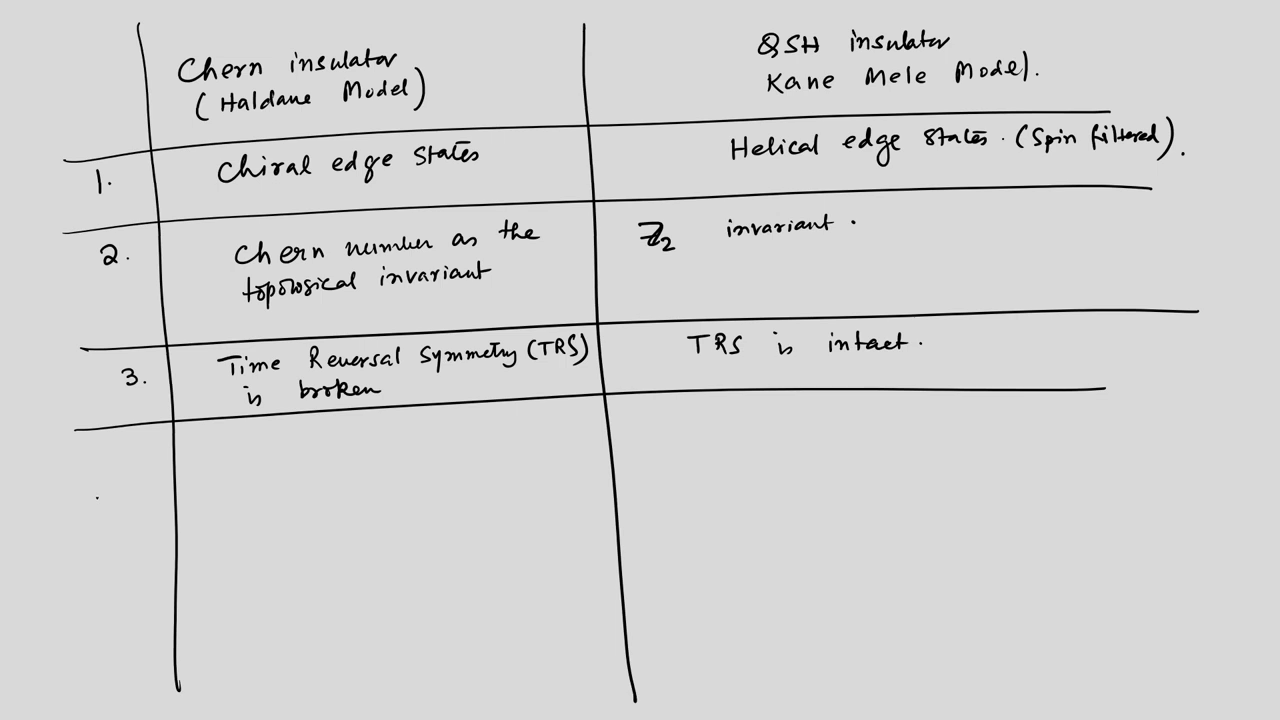 Chern insulator
(Haldane Model)
QSH insulator
Kane Mele Model.
1.
Chiral edge states
Helical edge states. (Spin filtered).
2.
Chern number as the
topological invariant
Z2 invariant.
3.
Time Reversal Symmetry (TRS)
is broken
TRS is intact.